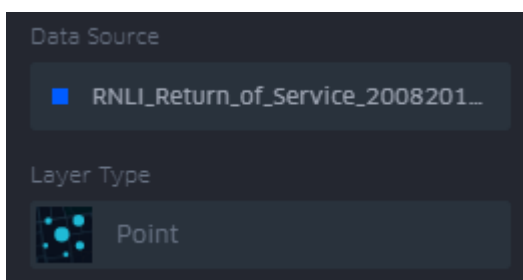 Data Source
RNLI_Return_of_Service_2008201...
Layer Type
Point